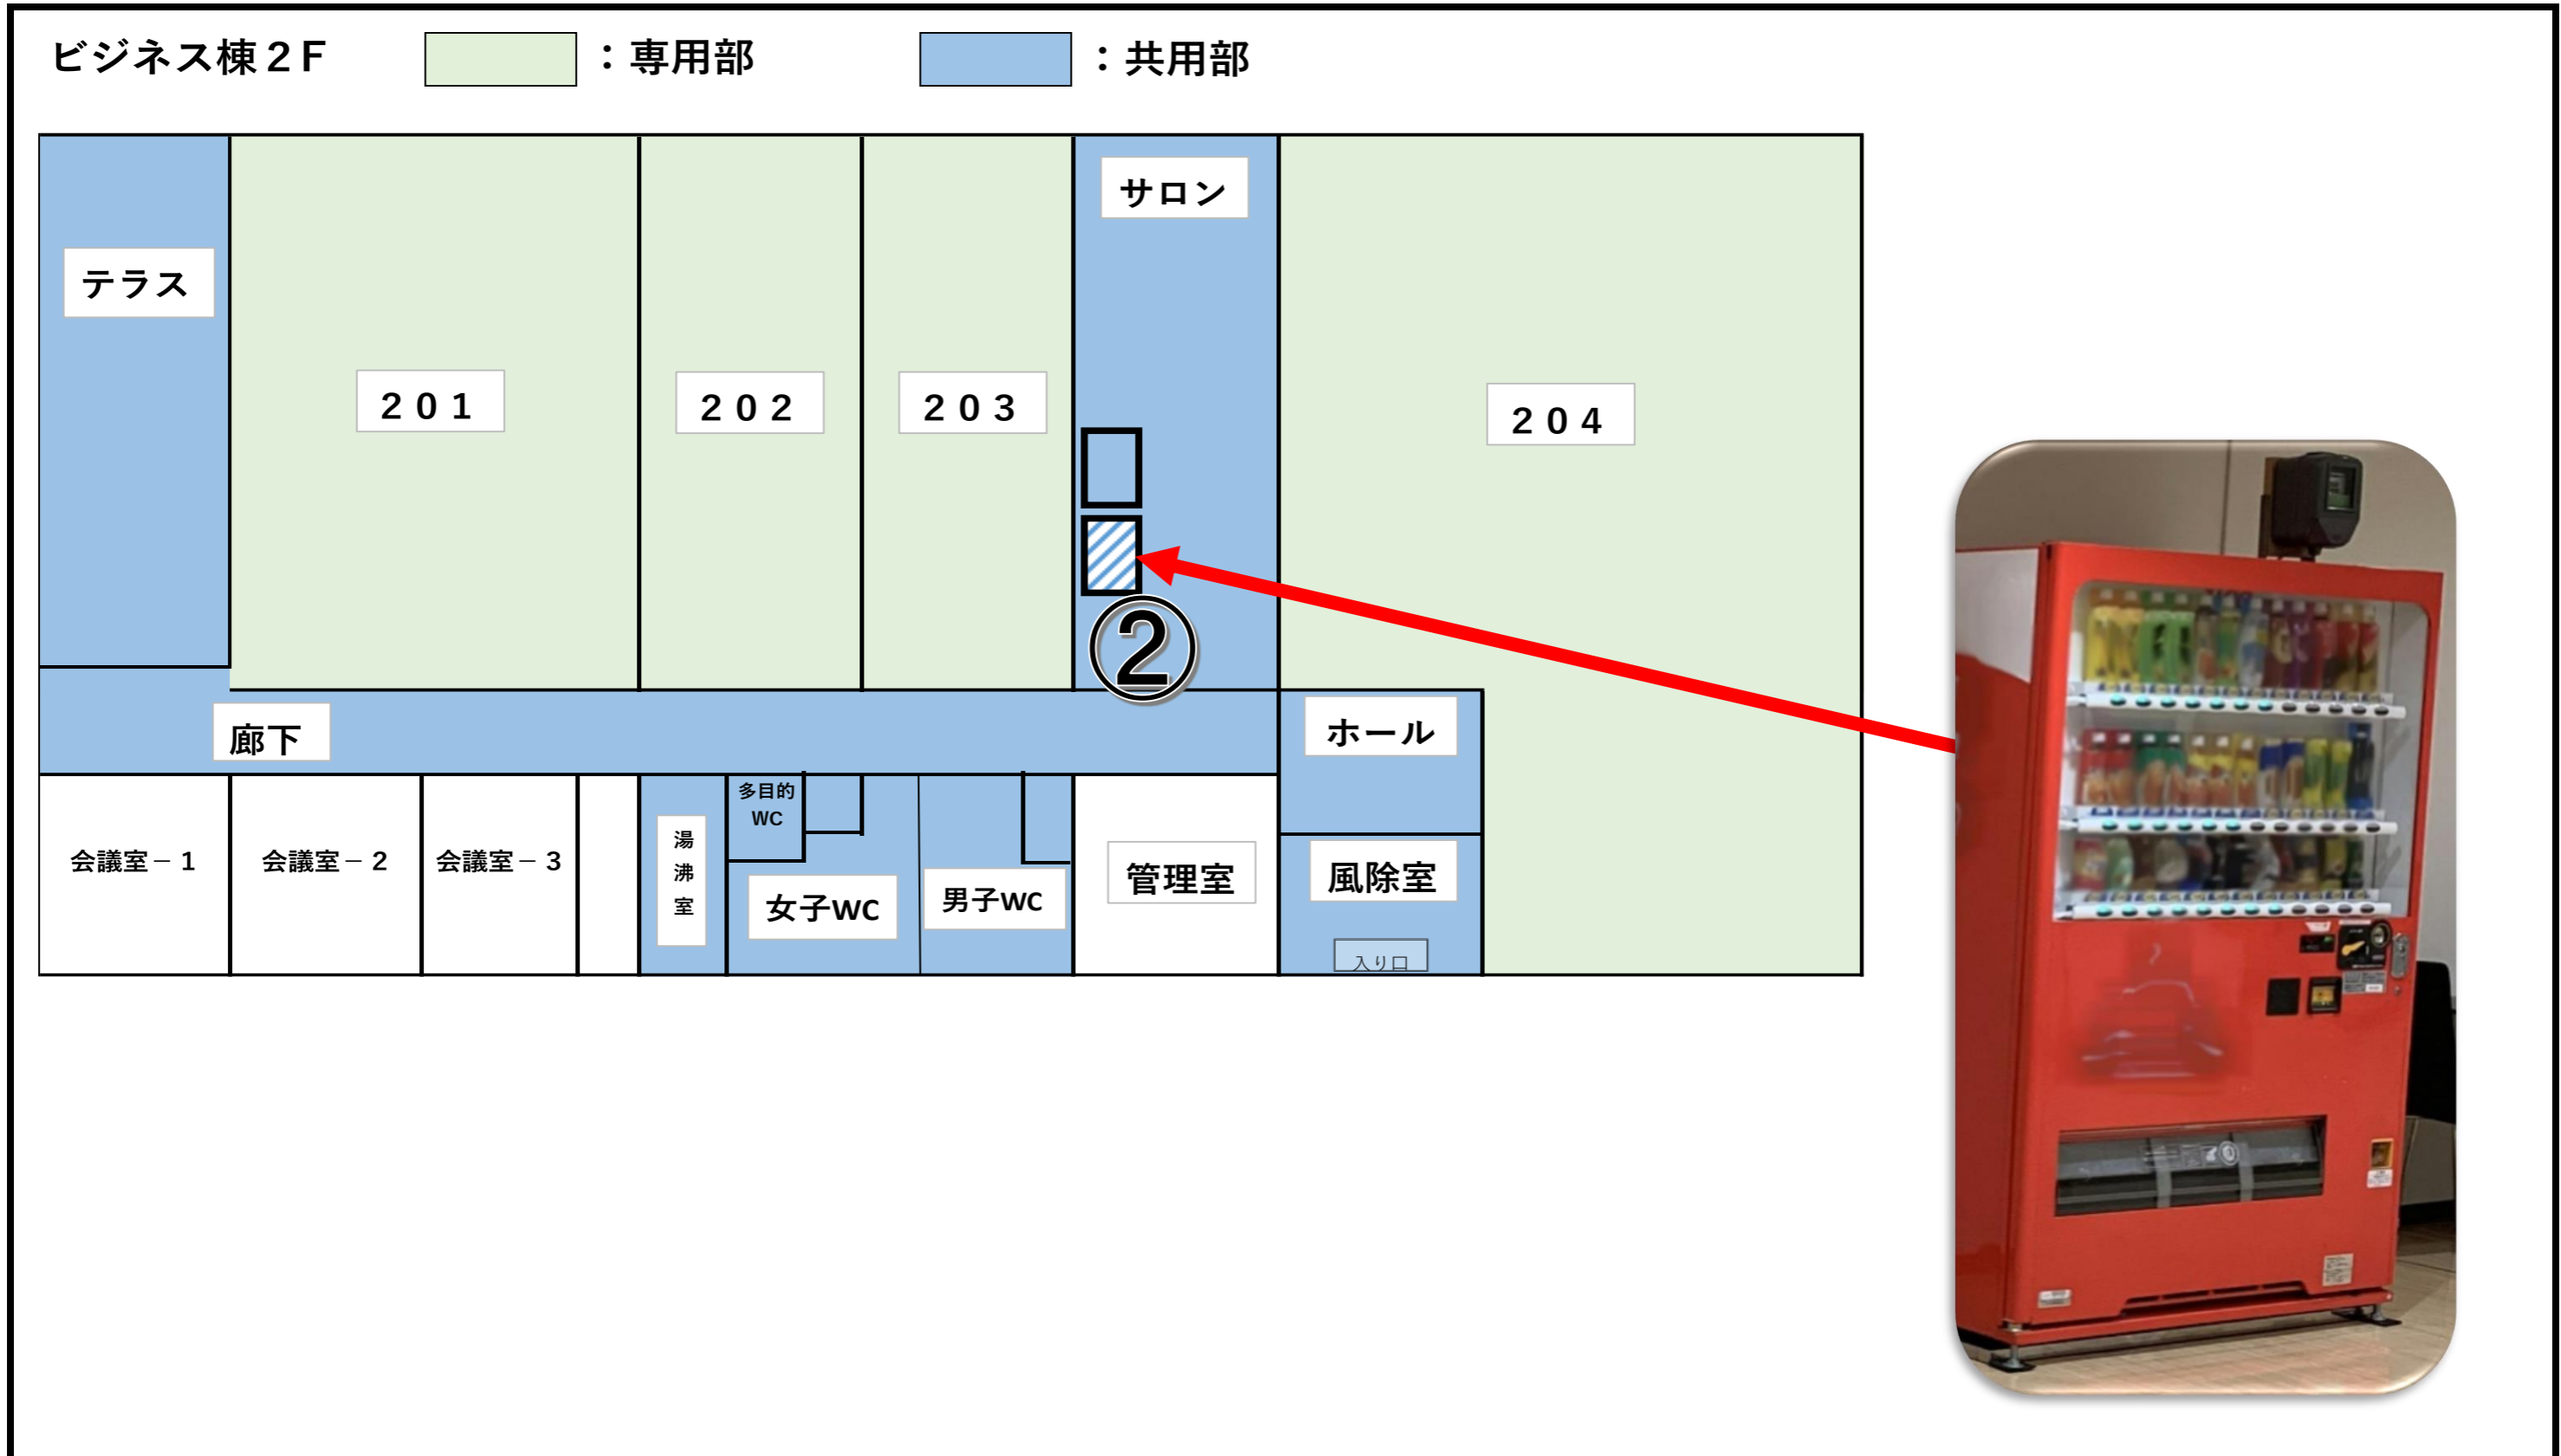 ビジネス棟２F
：専用部
：共用部
サロン
テラス
２０１
２０２
２０３
２０４
②
廊下
ホール
多目的
WC
会議室－１
会議室－２
会議室－３
湯沸室
女子WC
男子WC
管理室
風除室
入り口